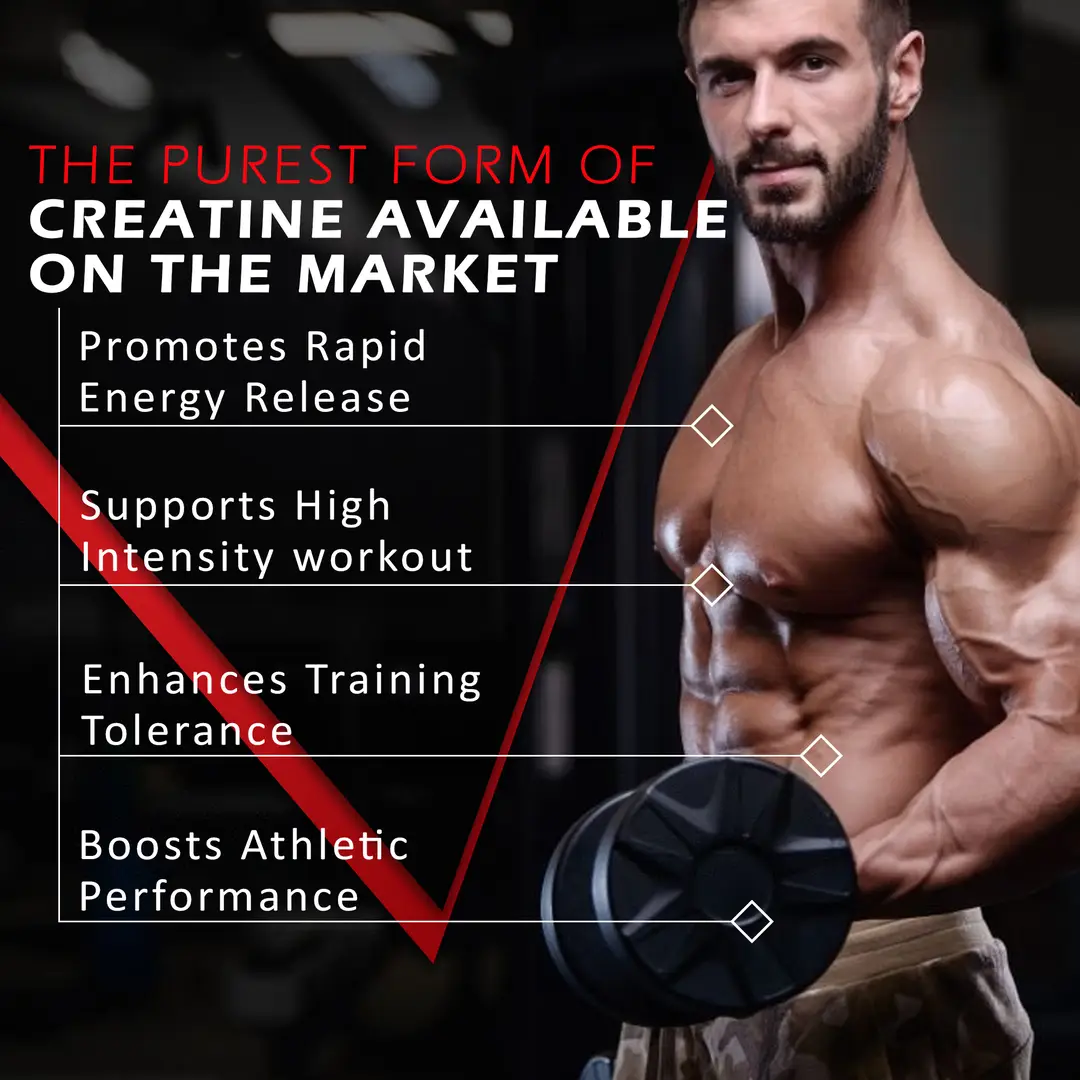 THE PUREST FORM OF
CREATINE AVAILABLE
ON THE MARKET
Promotes Rapid
Energy Release
Supports High
Intensity workout
Enhances Training
Tolerance
Boosts Athletic
Performance